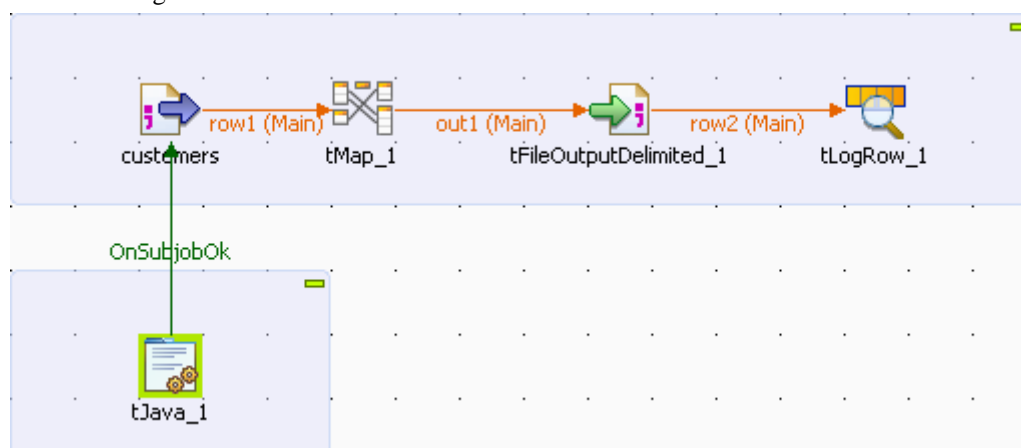 row1 (Main)
out1 (Main)
row2 (Main)
customers
tMap_1
tFileOutputDelimited_1
tLogRow_1
OnSubjobOk
tJava_1